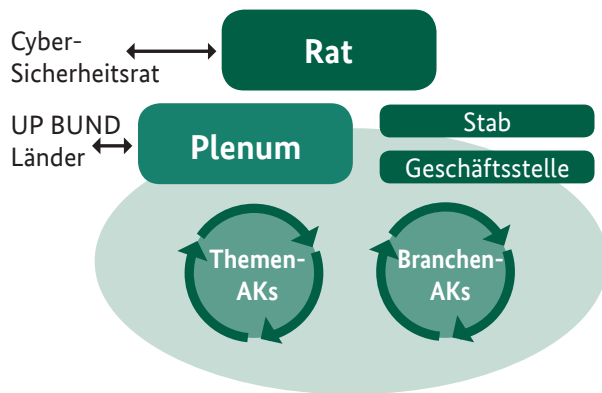 Cyber-
Sicherheitsrat
Rat
UP BUND
Länder
Plenum
Stab
Geschäftsstelle
Themen-
AKs
Branchen-
AKs